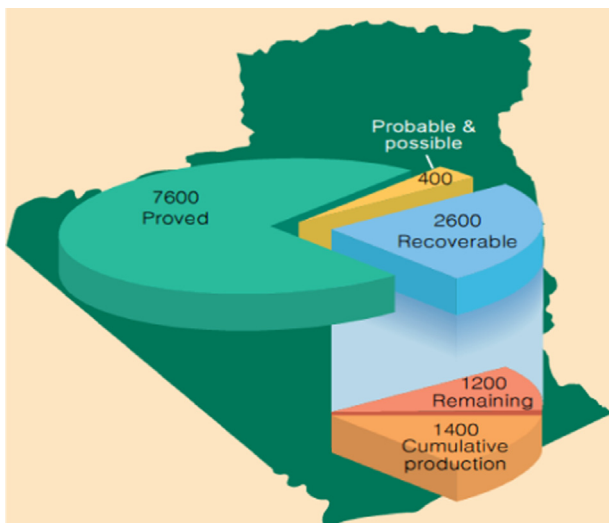 Probable &
possible
400
7600
Proved
2600
Recoverable
1200
Remaining
1400
Cumulative
production